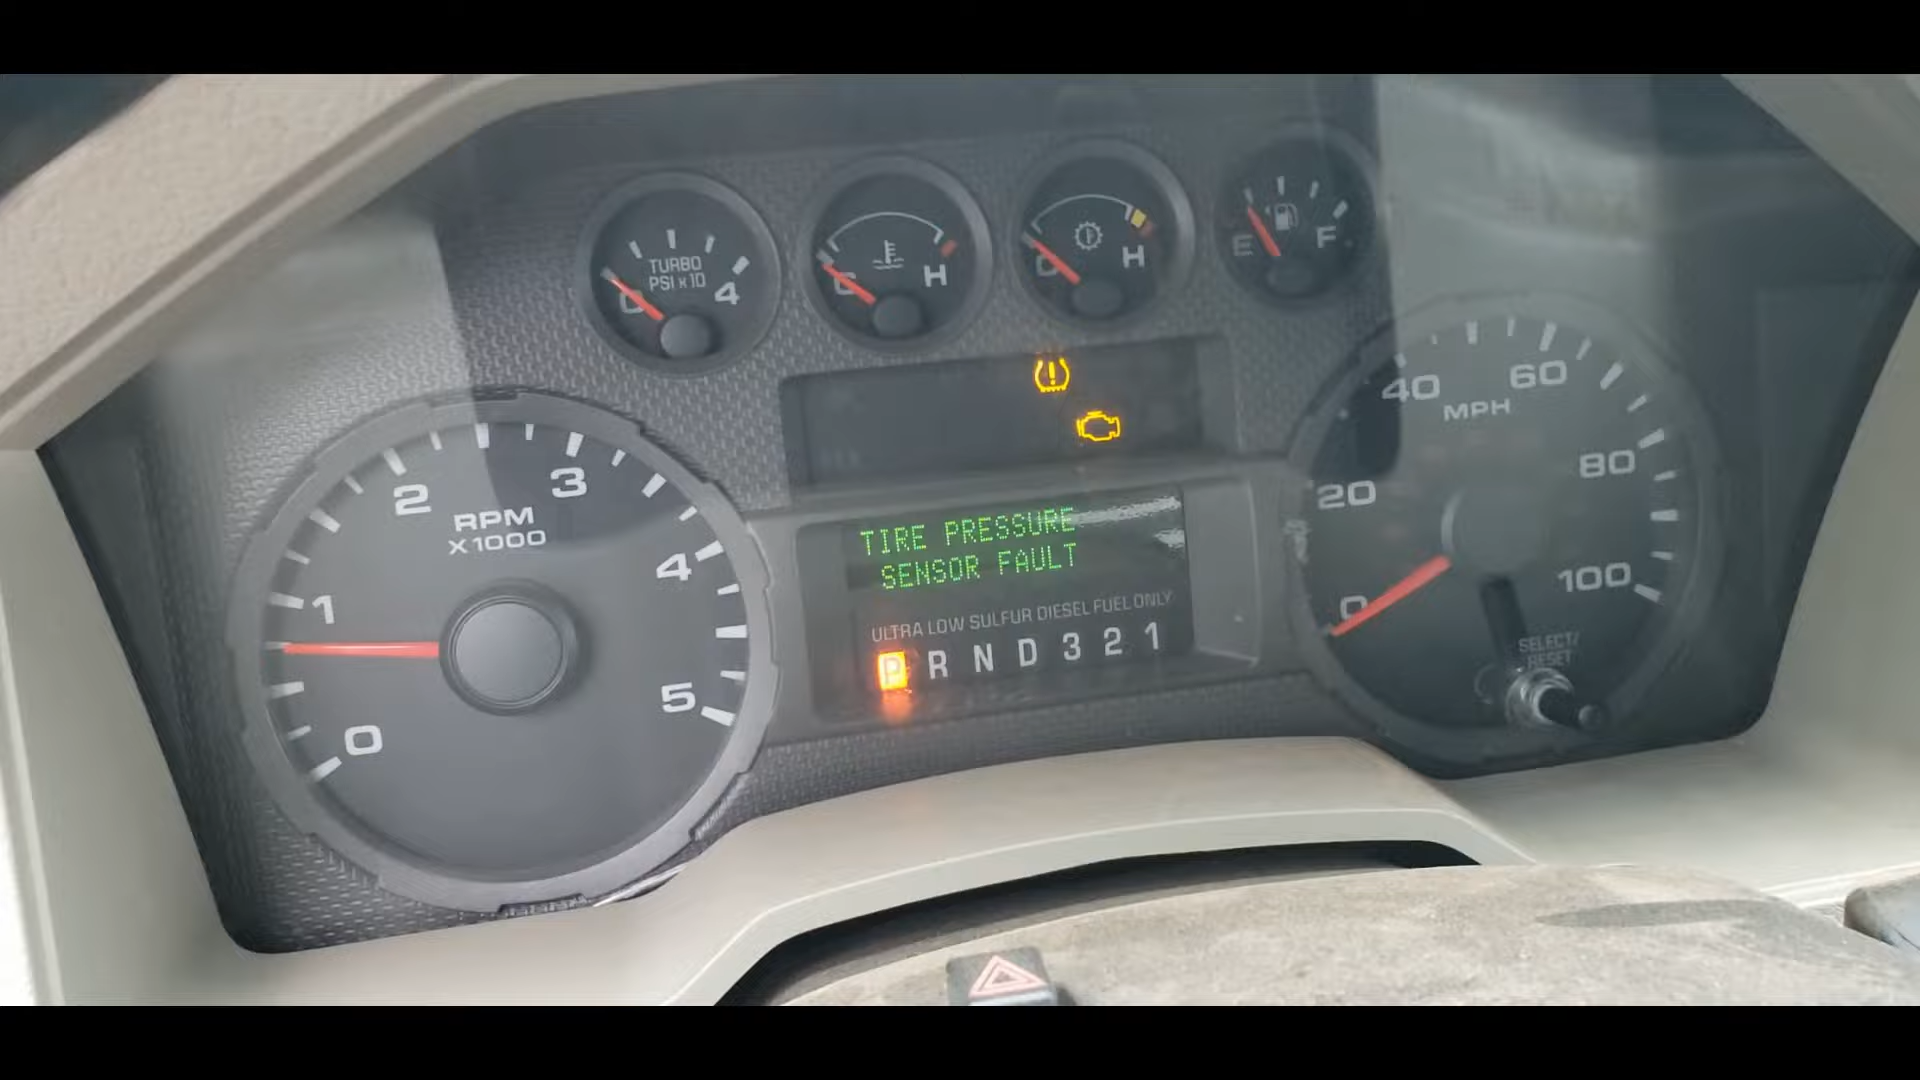 TURBO
PSI x 10
0 4
C H
C H
E F
RPM
X1000
0 1 2 3 4 5
TIRE PRESSURE
SENSOR FAULT
ULTRA LOW SULFUR DIESEL FUEL ONLY
P R N D 3 2 1
MPH
0 20 40 60 80 100
SELECT/
RESET